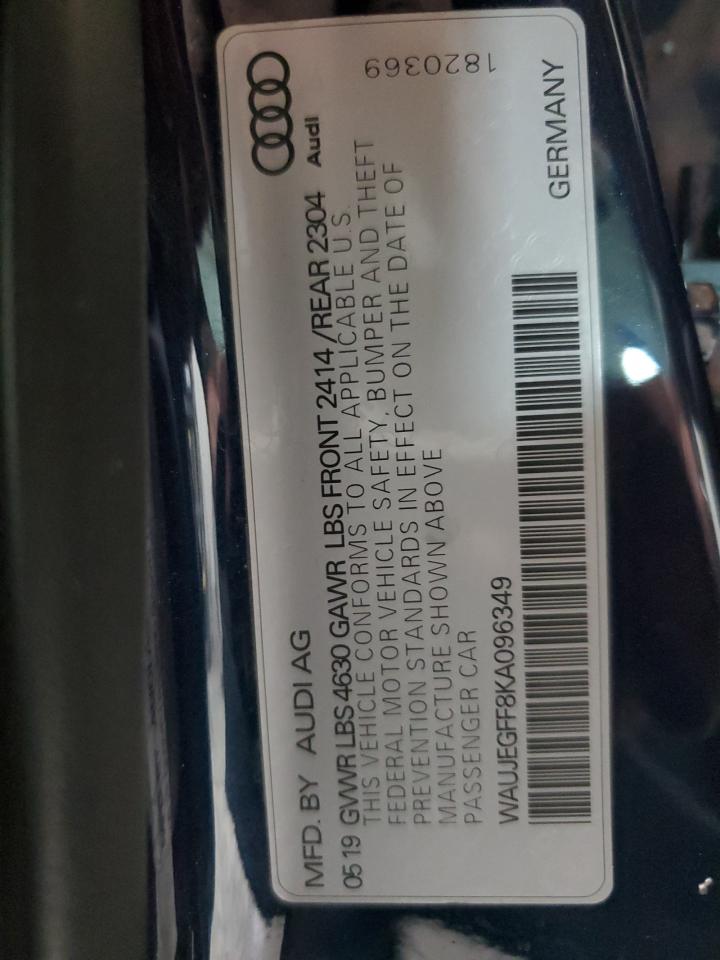 MFD. BY AUDI AG
Audi
05 19 GVWR LBS 4630 GAWR LBS FRONT 2414 /REAR 2304
THIS VEHICLE CONFORMS TO ALL APPLICABLE U.S.
FEDERAL MOTOR VEHICLE SAFETY, BUMPER AND THEFT
PREVENTION STANDARDS IN EFFECT ON THE DATE OF
MANUFACTURE SHOWN ABOVE
PASSENGER CAR
1820369
WAUJEGFF8KA096349
GERMANY